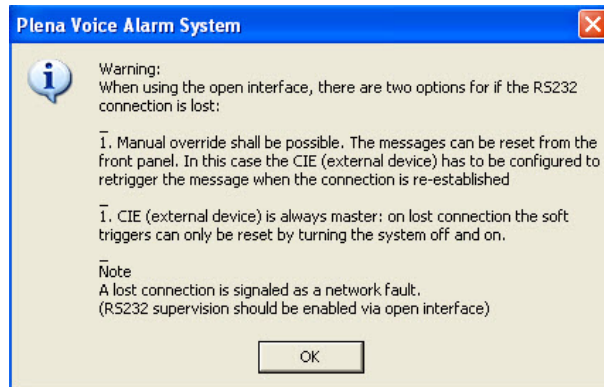 Plena Voice Alarm System
Warning:
When using the open interface, there are two options for if the RS232
connection is lost:
_
1. Manual override shall be possible. The messages can be reset from the
front panel. In this case the CIE (external device) has to be configured to
retrigger the message when the connection is re-established
_
1. CIE (external device) is always master: on lost connection the soft
triggers can only be reset by turning the system off and on.
_
Note
A lost connection is signaled as a network fault.
(RS232 supervision should be enabled via open interface)
OK